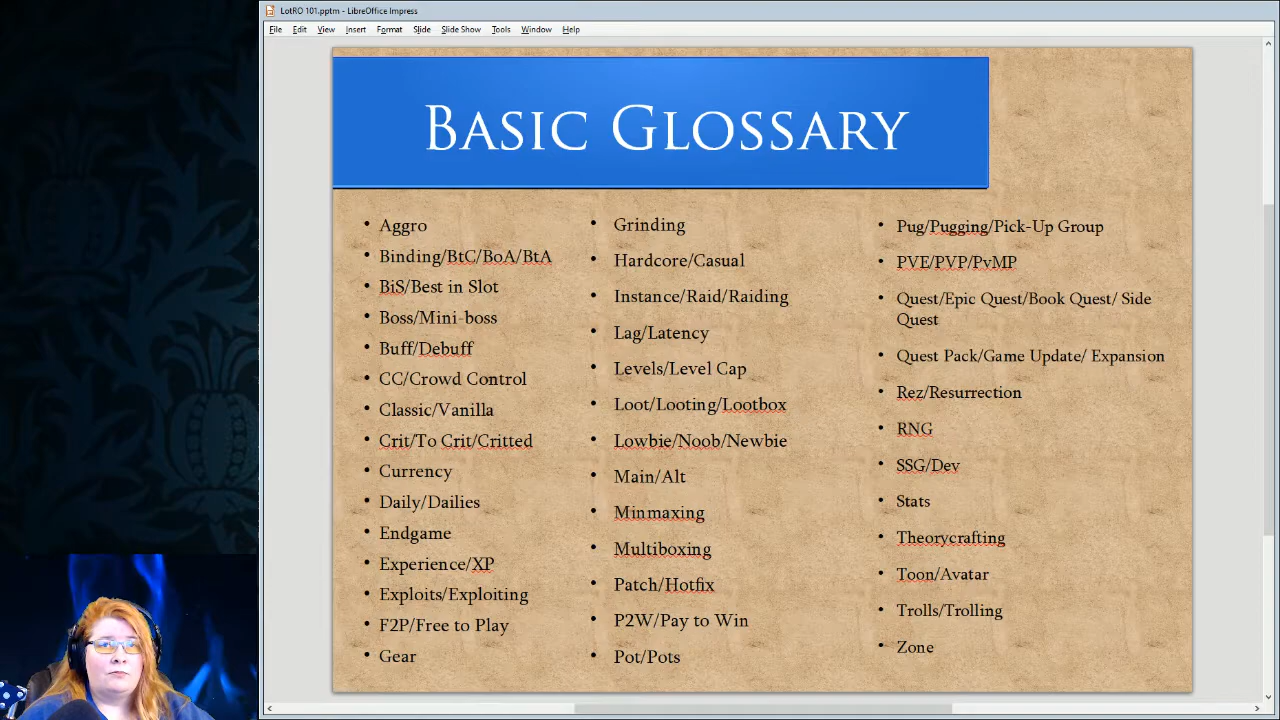 LotRO 101.pptm - LibreOffice Impress
File Edit View Insert Format Slide Slide Show Tools Window Help
Basic Glossary
• Aggro
• Binding/BtC/BoA/BtA
• BiS/Best in Slot
• Boss/Mini-boss
• Buff/Debuff
• CC/Crowd Control
• Classic/Vanilla
• Crit/To Crit/Critted
• Currency
• Daily/Dailies
• Endgame
• Experience/XP
• Exploits/Exploiting
• F2P/Free to Play
• Gear
• Grinding
• Hardcore/Casual
• Instance/Raid/Raiding
• Lag/Latency
• Levels/Level Cap
• Loot/Looting/Lootbox
• Lowbie/Noob/Newbie
• Main/Alt
• Minmaxing
• Multiboxing
• Patch/Hotfix
• P2W/Pay to Win
• Pot/Pots
• Pug/Pugging/Pick-Up Group
• PVE/PVP/PvMP
• Quest/Epic Quest/Book Quest/ Side
Quest
• Quest Pack/Game Update/ Expansion
• Rez/Resurrection
• RNG
• SSG/Dev
• Stats
• Theorycrafting
• Toon/Avatar
• Trolls/Trolling
• Zone